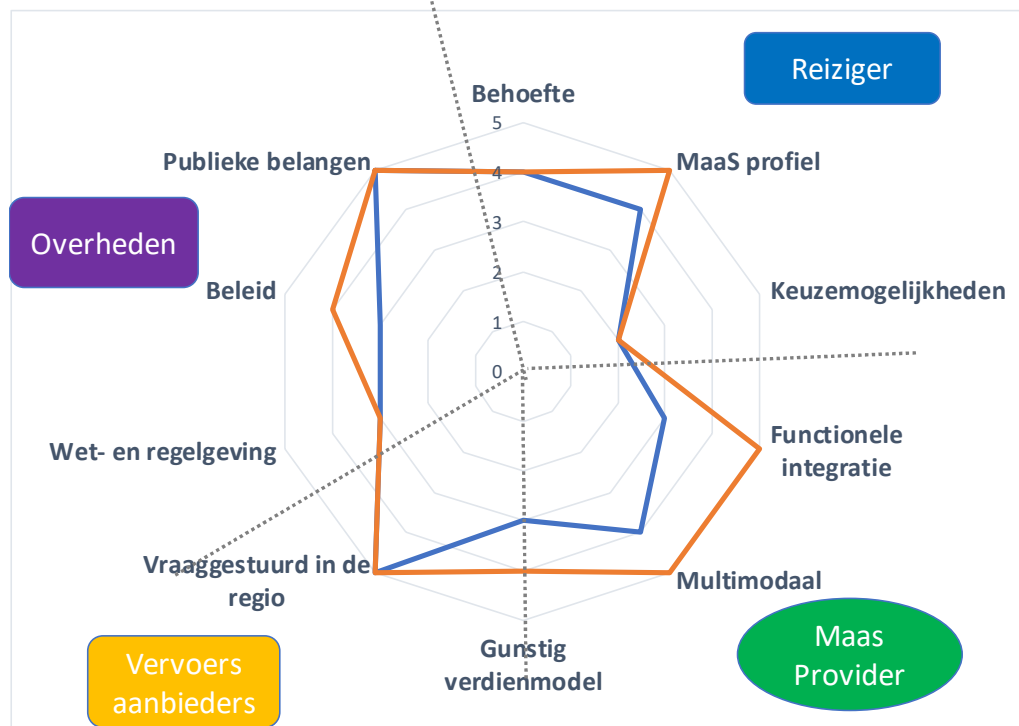 Reiziger
Behoefte
5
Publieke belangen
MaaS profiel
4
Overheden
3
Beleid
Keuzemogelijkheden
2
1
0
Wet- en regelgeving
Functionele
integratie
Vraaggestuurd in de
regio
Multimodaal
Gunstig
verdienmodel
Vervoers
aanbieders
Maas
Provider